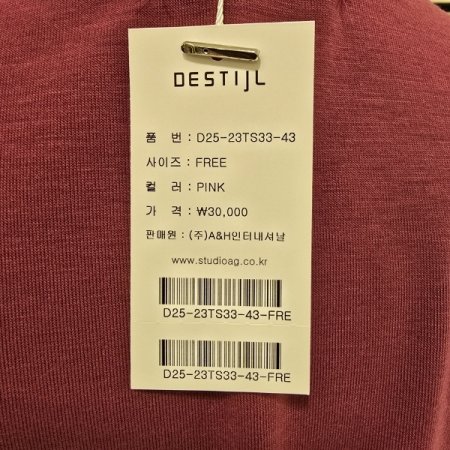 DESTIJL
품 번 : D25-23TS33-43
사이즈 : FREE
컬 러 : PINK
가 격 : ₩30,000
판매원 : (주)A&H인터내셔날
www.studioag.co.kr
D25-23TS33-43-FRE
D25-23TS33-43-FRE